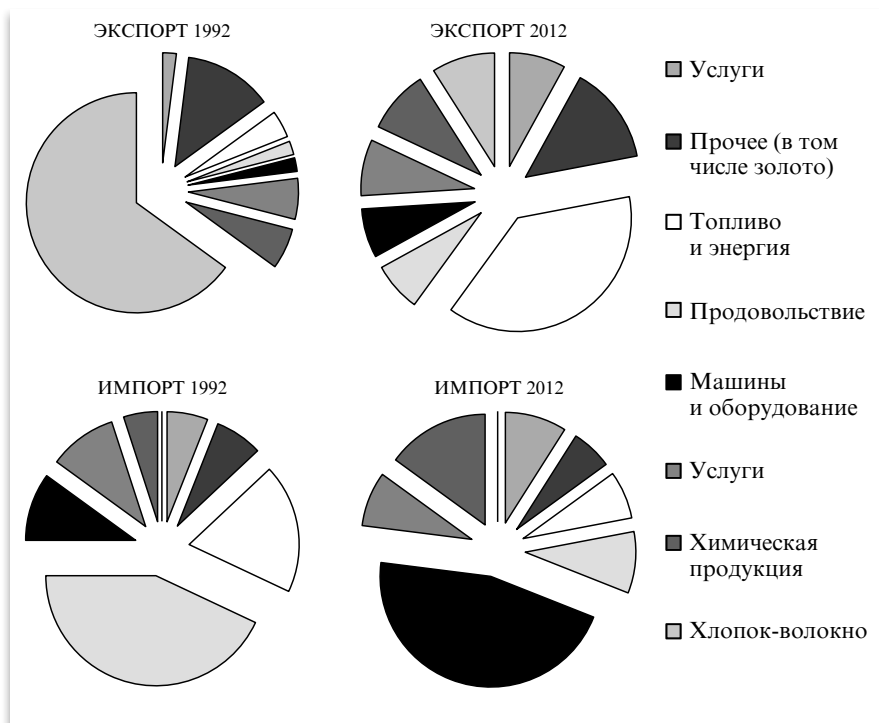 ЭКСПОРТ 1992
ЭКСПОРТ 2012
Услуги
Прочее (в том
числе золото)
Топливо
и энергия
Продовольствие
ИМПОРТ 1992
ИМПОРТ 2012
Машины
и оборудование
Услуги
Химическая
продукция
Хлопок-волокно